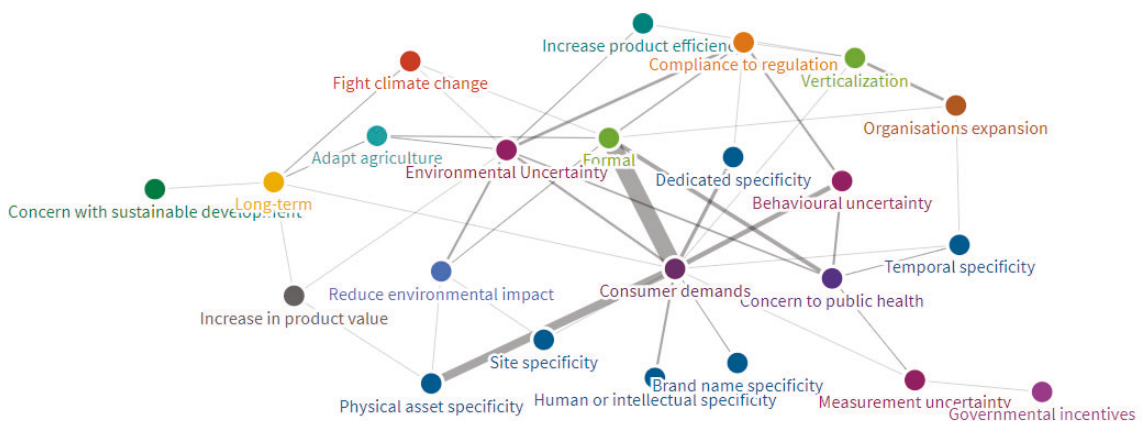 Increase product efficienc
Compliance to regulation
Fight climate change
Verticalization
Organisations expansion
Adapt agriculture
Formal
Environmental Uncertainty
Dedicated specificity
Concern with sustainable development
Long-term
Behavioural uncertainty
Temporal specificity
Reduce environmental impact
Consumer demands
Concern to public health
Increase in product value
Site specificity
Physical asset specificity
Human or intellectual specificity
Brand name specificity
Measurement uncertainty
Governmental incentives